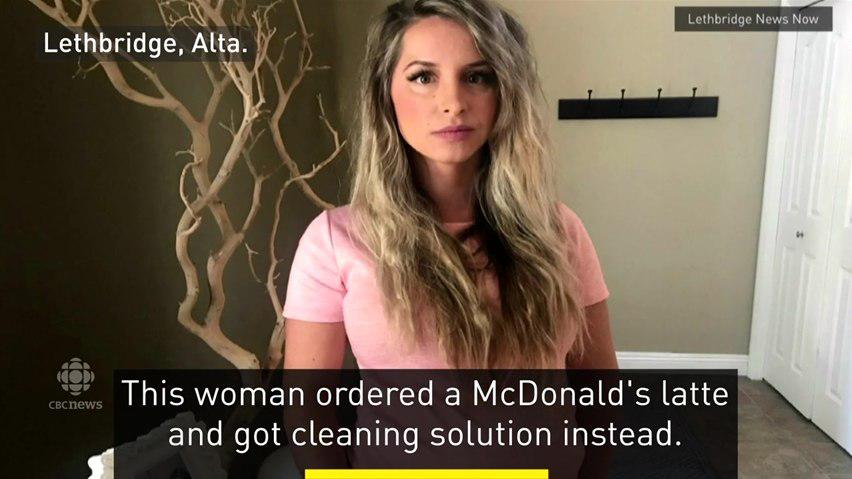 Lethbridge News Now
Lethbridge, Alta.
CBCNEWS
This woman ordered a McDonald's latte
and got cleaning solution instead.